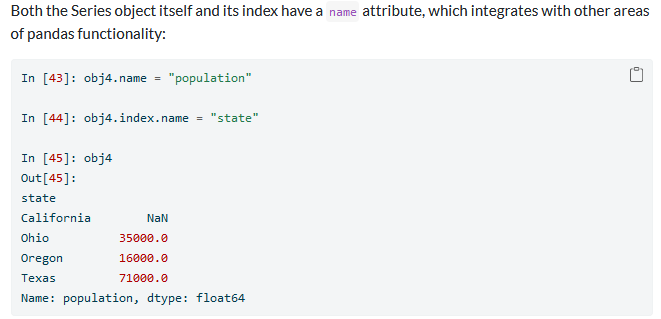 Both the Series object itself and its index have a name attribute, which integrates with other areas
of pandas functionality:
In [43]: obj4.name = "population"
In [44]: obj4.index.name = "state"
In [45]: obj4
Out[45]:
state
California        NaN
Ohio          35000.0
Oregon        16000.0
Texas         71000.0
Name: population, dtype: float64